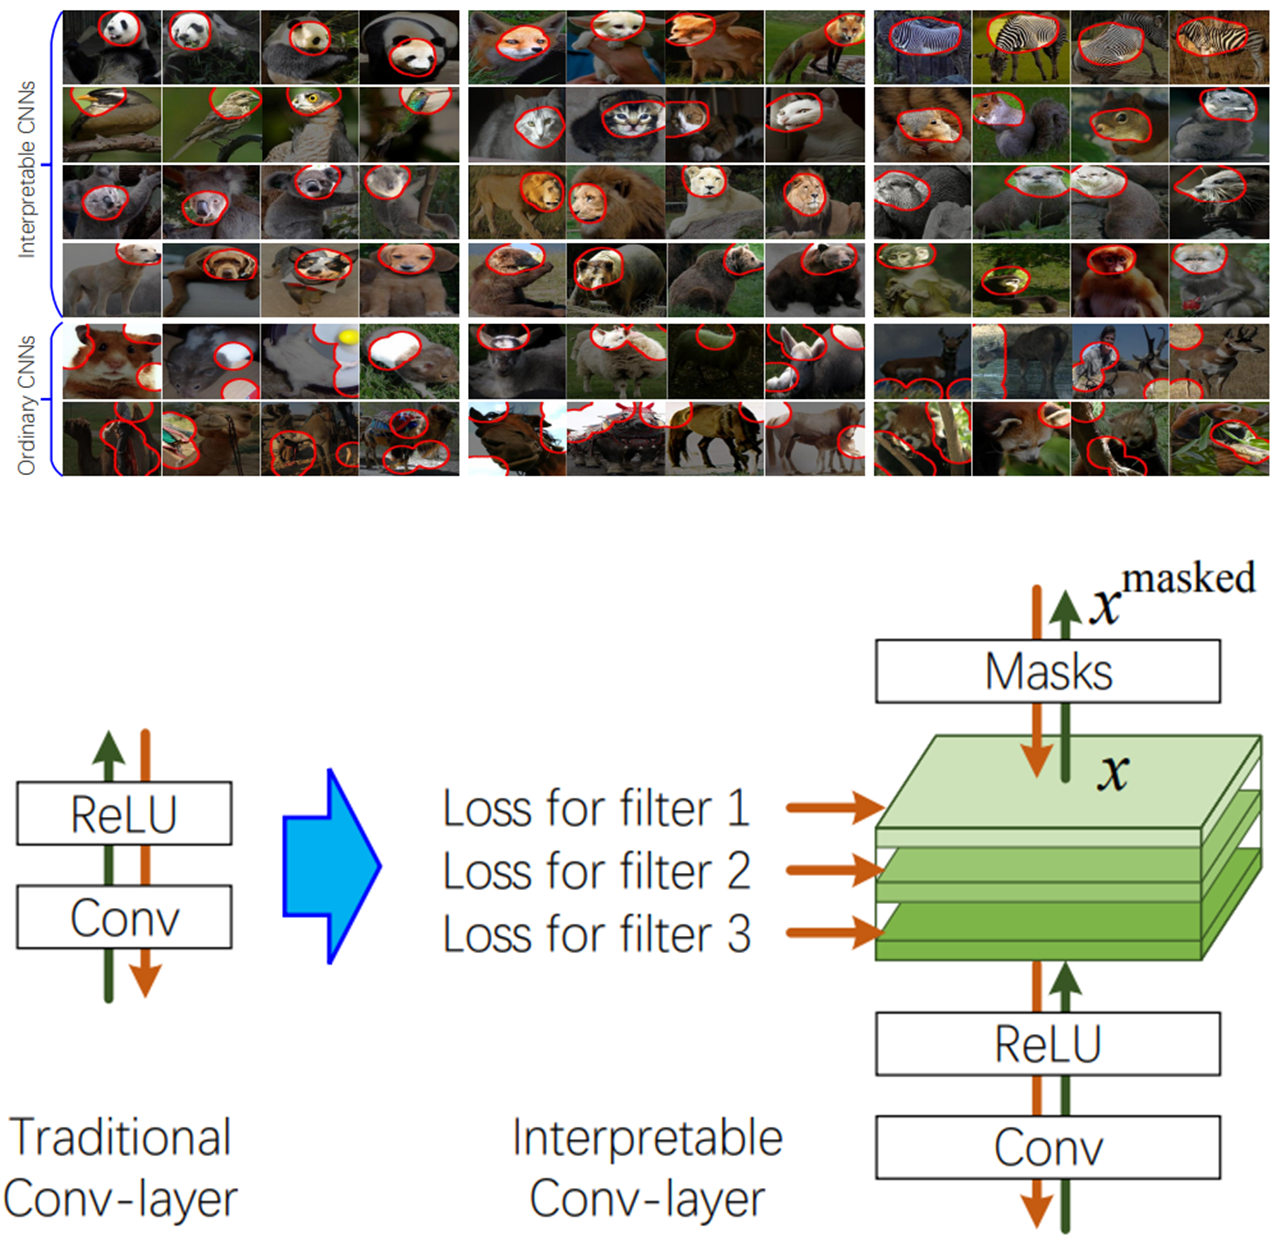 Interpretable CNNs
Ordinary CNNs
x masked
Masks
x
ReLU
Conv
Loss for filter 1
Loss for filter 2
Loss for filter 3
ReLU
Conv
Traditional
Conv-layer
Interpretable
Conv-layer